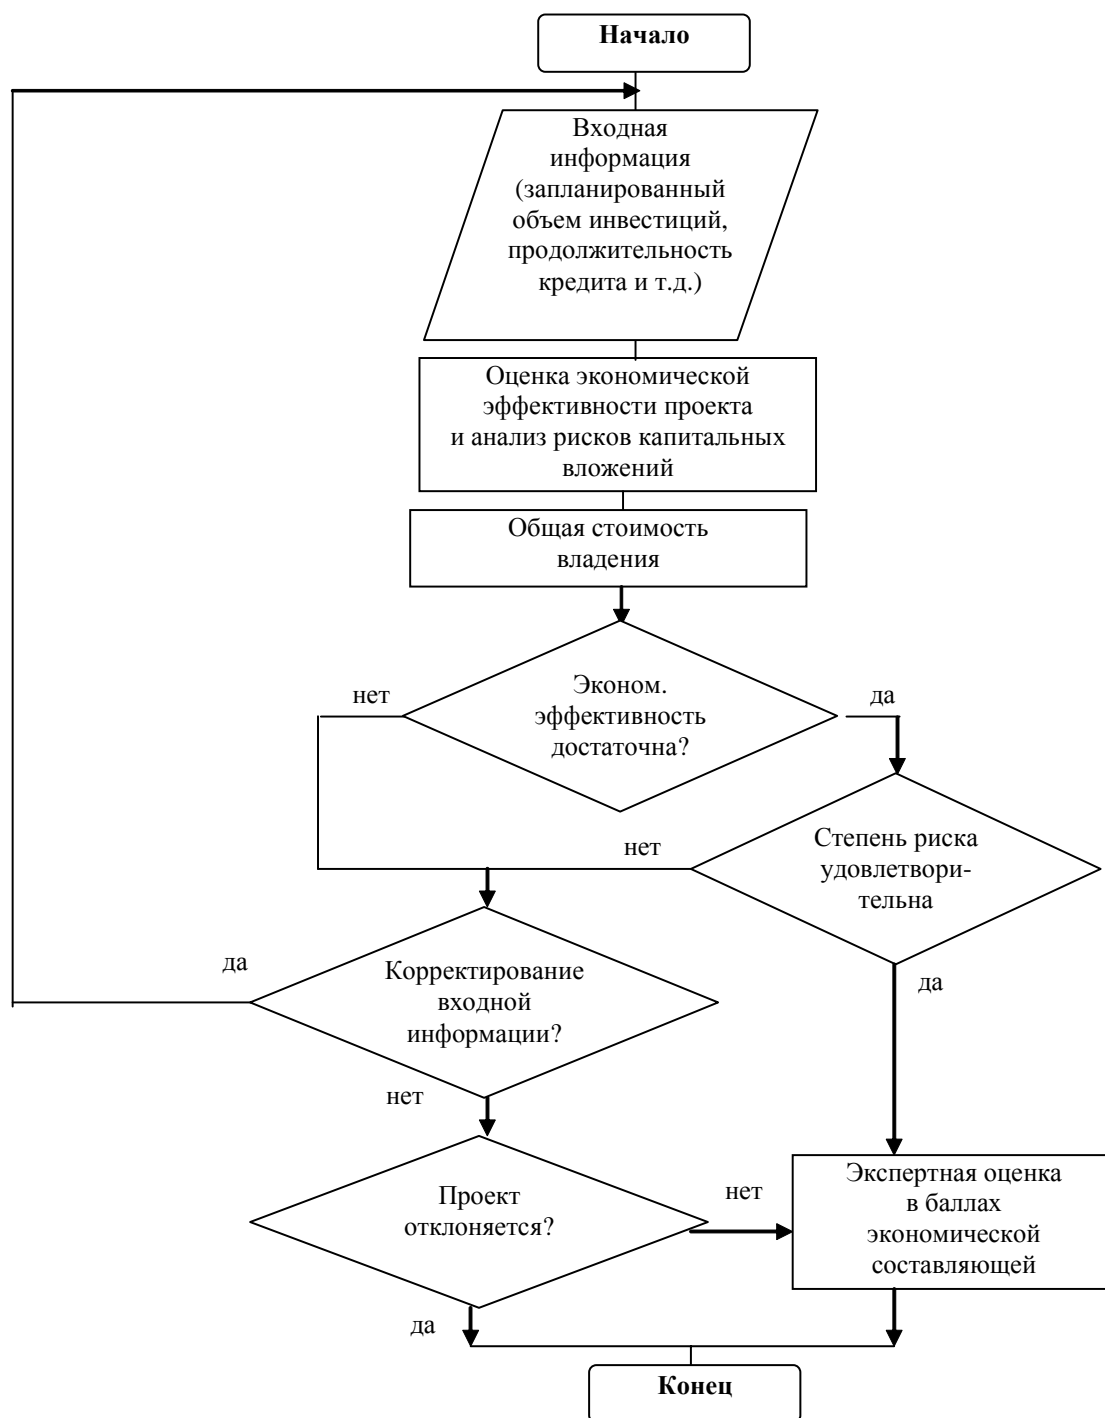 Начало
Входная
информация
(запланированный
объем инвестиций,
продолжительность
кредита и т.д.)
Оценка экономической
эффективности проекта
и анализ рисков капитальных
вложений
Общая стоимость
владения
нет
Эконом.
эффективность
достаточна?
да
нет
Степень риска
удовлетвори-
тельна
да
Корректирование
входной
информации?
да
нет
Проект
отклоняется?
нет
Экспертная оценка
в баллах
экономической
составляющей
да
Конец